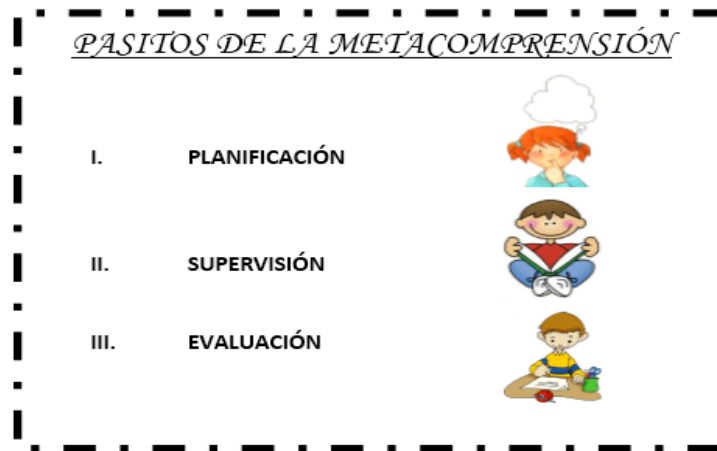 PASITOS DE LA METACOMPRENSIÓN
I. PLANIFICACIÓN
II. SUPERVISIÓN
III. EVALUACIÓN